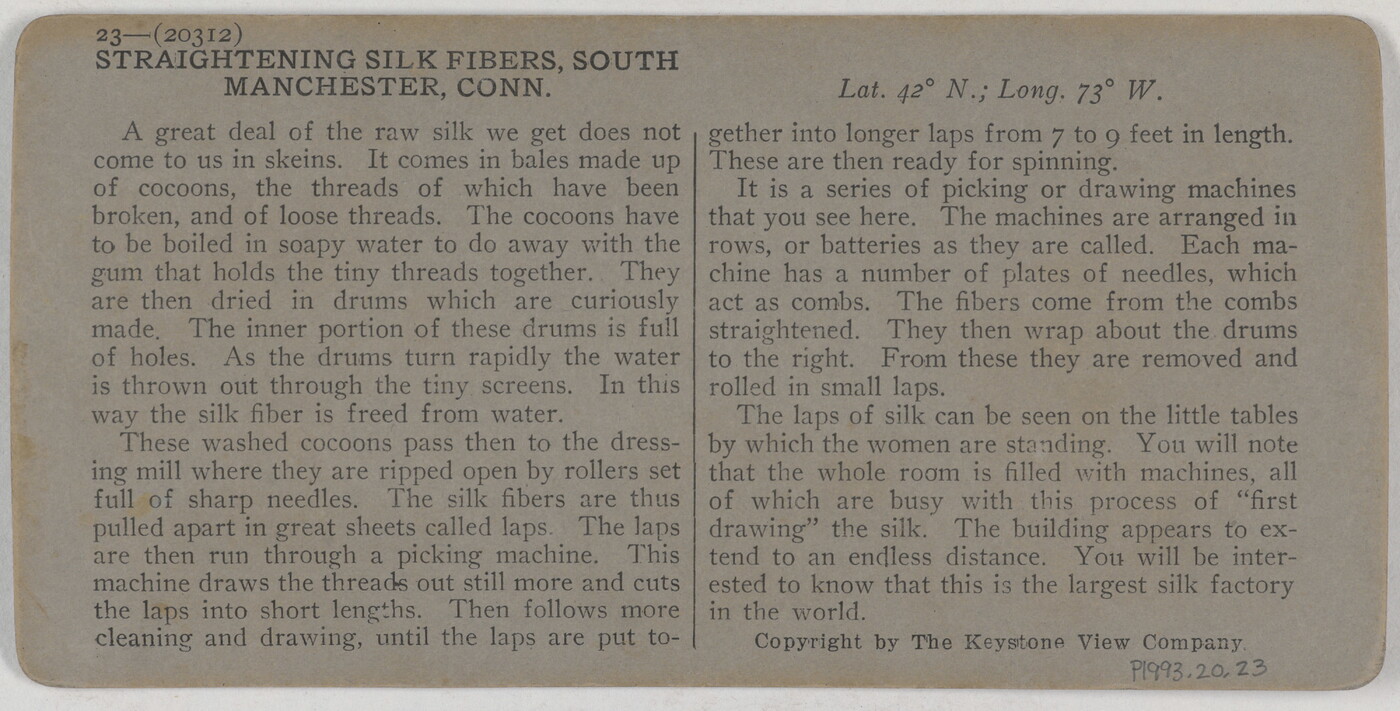 23—(20312)
STRAIGHTENING SILK FIBERS, SOUTH
MANCHESTER, CONN.
A great deal of the raw silk we get does not
come to us in skeins. It comes in bales made up
of cocoons, the threads of which have been
broken, and of loose threads. The cocoons have
to be boiled in soapy water to do away with the
gum that holds the tiny threads together. They
are then dried in drums which are curiously
made. The inner portion of these drums is full
of holes. As the drums turn rapidly the water
is thrown out through the tiny screens. In this
way the silk fiber is freed from water.
These washed cocoons pass then to the dress-
ing mill where they are ripped open by rollers set
full of sharp needles. The silk fibers are thus
pulled apart in great sheets called laps. The laps
are then run through a picking machine. This
machine draws the threads out still more and cuts
the laps into short lengths. Then follows more
cleaning and drawing, until the laps are put to-
Lat. 42° N.; Long. 73° W.
gether into longer laps from 7 to 9 feet in length.
These are then ready for spinning.
It is a series of picking or drawing machines
that you see here. The machines are arranged in
rows, or batteries as they are called. Each ma-
chine has a number of plates of needles, which
act as combs. The fibers come from the combs
straightened. They then wrap about the drums
to the right. From these they are removed and
rolled in small laps.
The laps of silk can be seen on the little tables
by which the women are standing. You will note
that the whole room is filled with machines, all
of which are busy with this process of “first
drawing” the silk. The building appears to ex-
tend to an endless distance. You will be inter-
ested to know that this is the largest silk factory
in the world.
Copyright by The Keystone View Company.
P1993.20.23